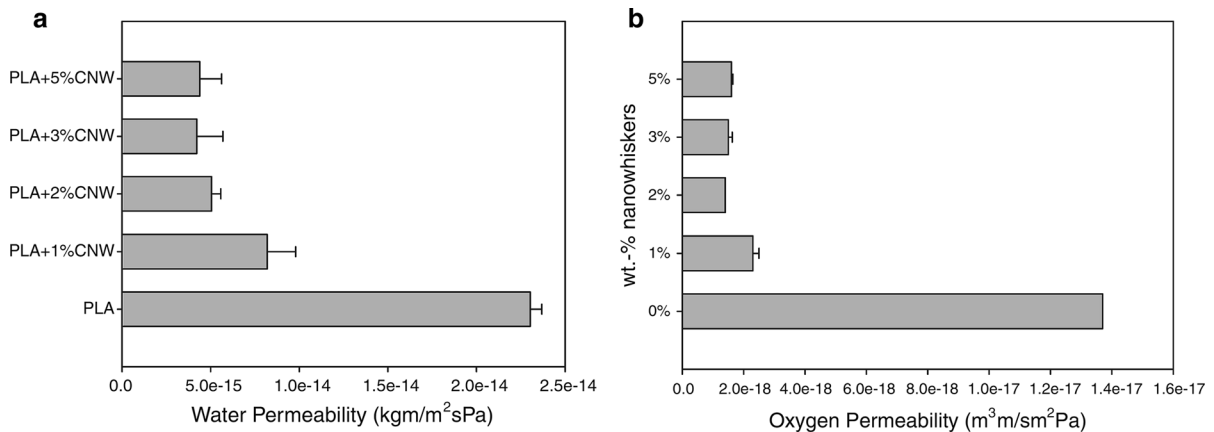 a
PLA+5%CNW
PLA+3%CNW
PLA+2%CNW
PLA+1%CNW
PLA
0.0 5.0e-15 1.0e-14 1.5e-14 2.0e-14 2.5e-14
Water Permeability (kgm/m²sPa)
b
wt.-% nanowhiskers
5%
3%
2%
1%
0%
0.0 2.0e-18 4.0e-18 6.0e-18 8.0e-18 1.0e-17 1.2e-17 1.4e-17 1.6e-17
Oxygen Permeability (m³m/sm²Pa)